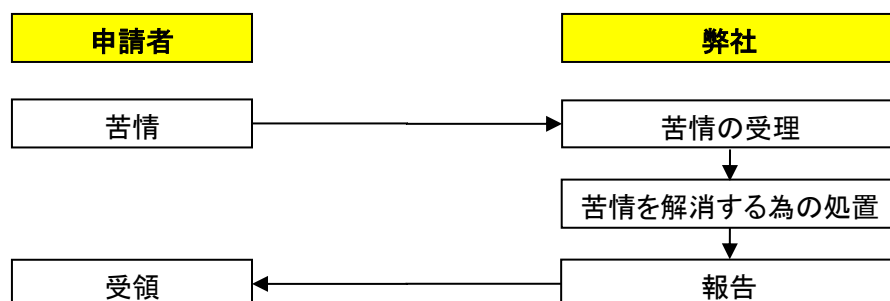 申請者
弊社
苦情
苦情の受理
苦情を解消する為の処置
受領
報告